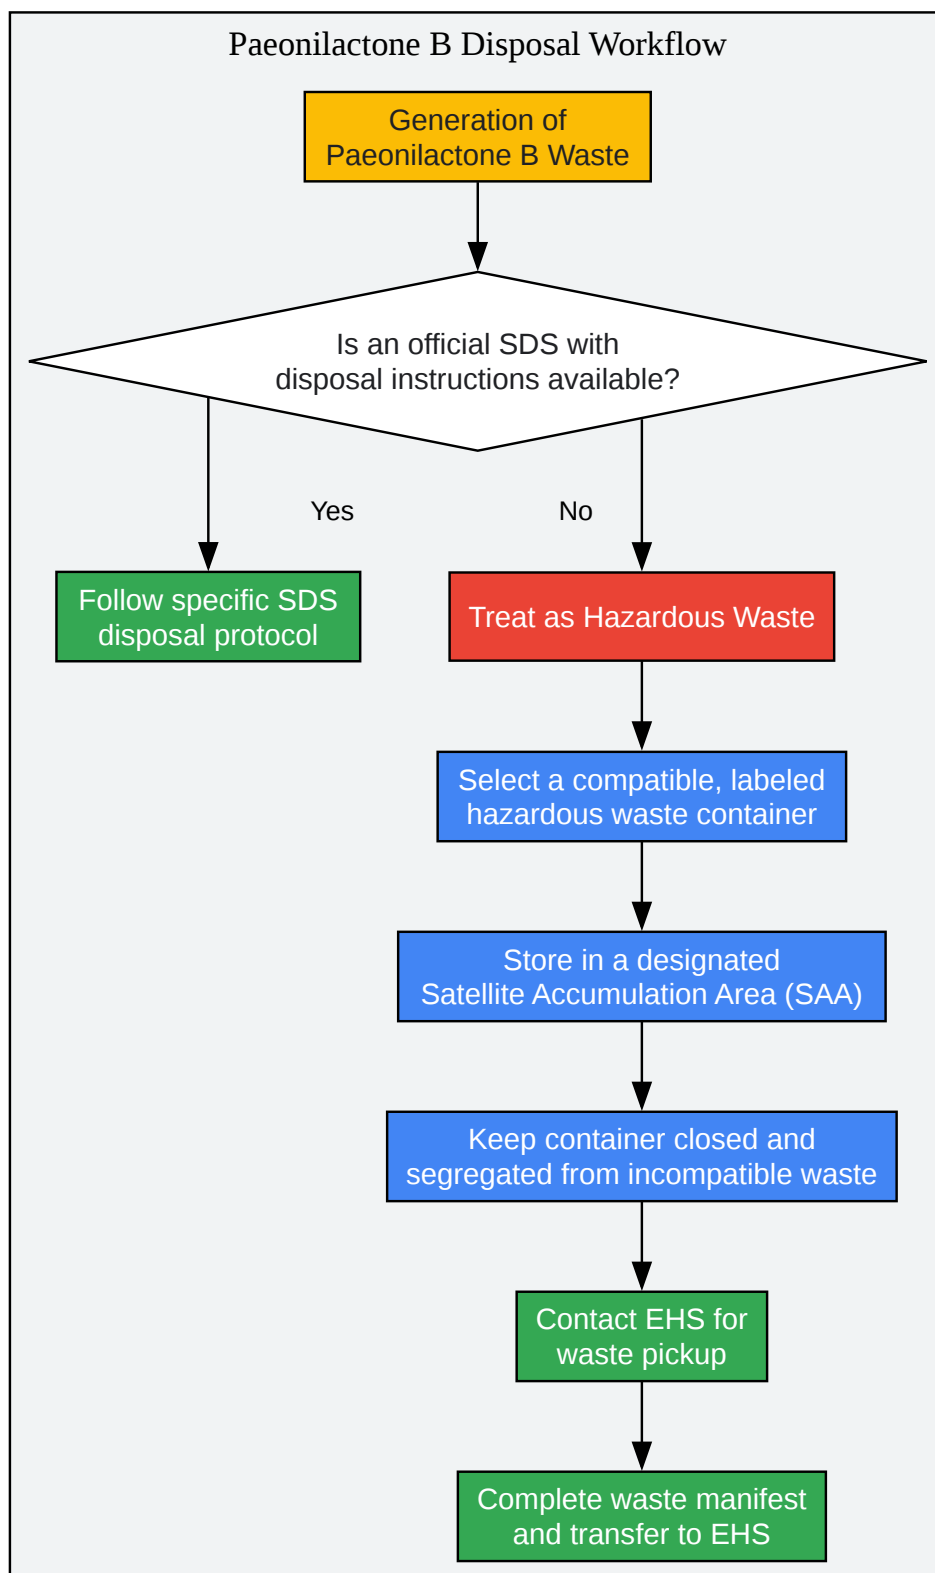 Paeonilactone B Disposal Workflow
Generation of
Paeonilactone B Waste
Is an official SDS with
disposal instructions available?
Yes
No
Follow specific SDS
disposal protocol
Treat as Hazardous Waste
Select a compatible, labeled
hazardous waste container
Store in a designated
Satellite Accumulation Area (SAA)
Keep container closed and
segregated from incompatible waste
Contact EHS for
waste pickup
Complete waste manifest
and transfer to EHS